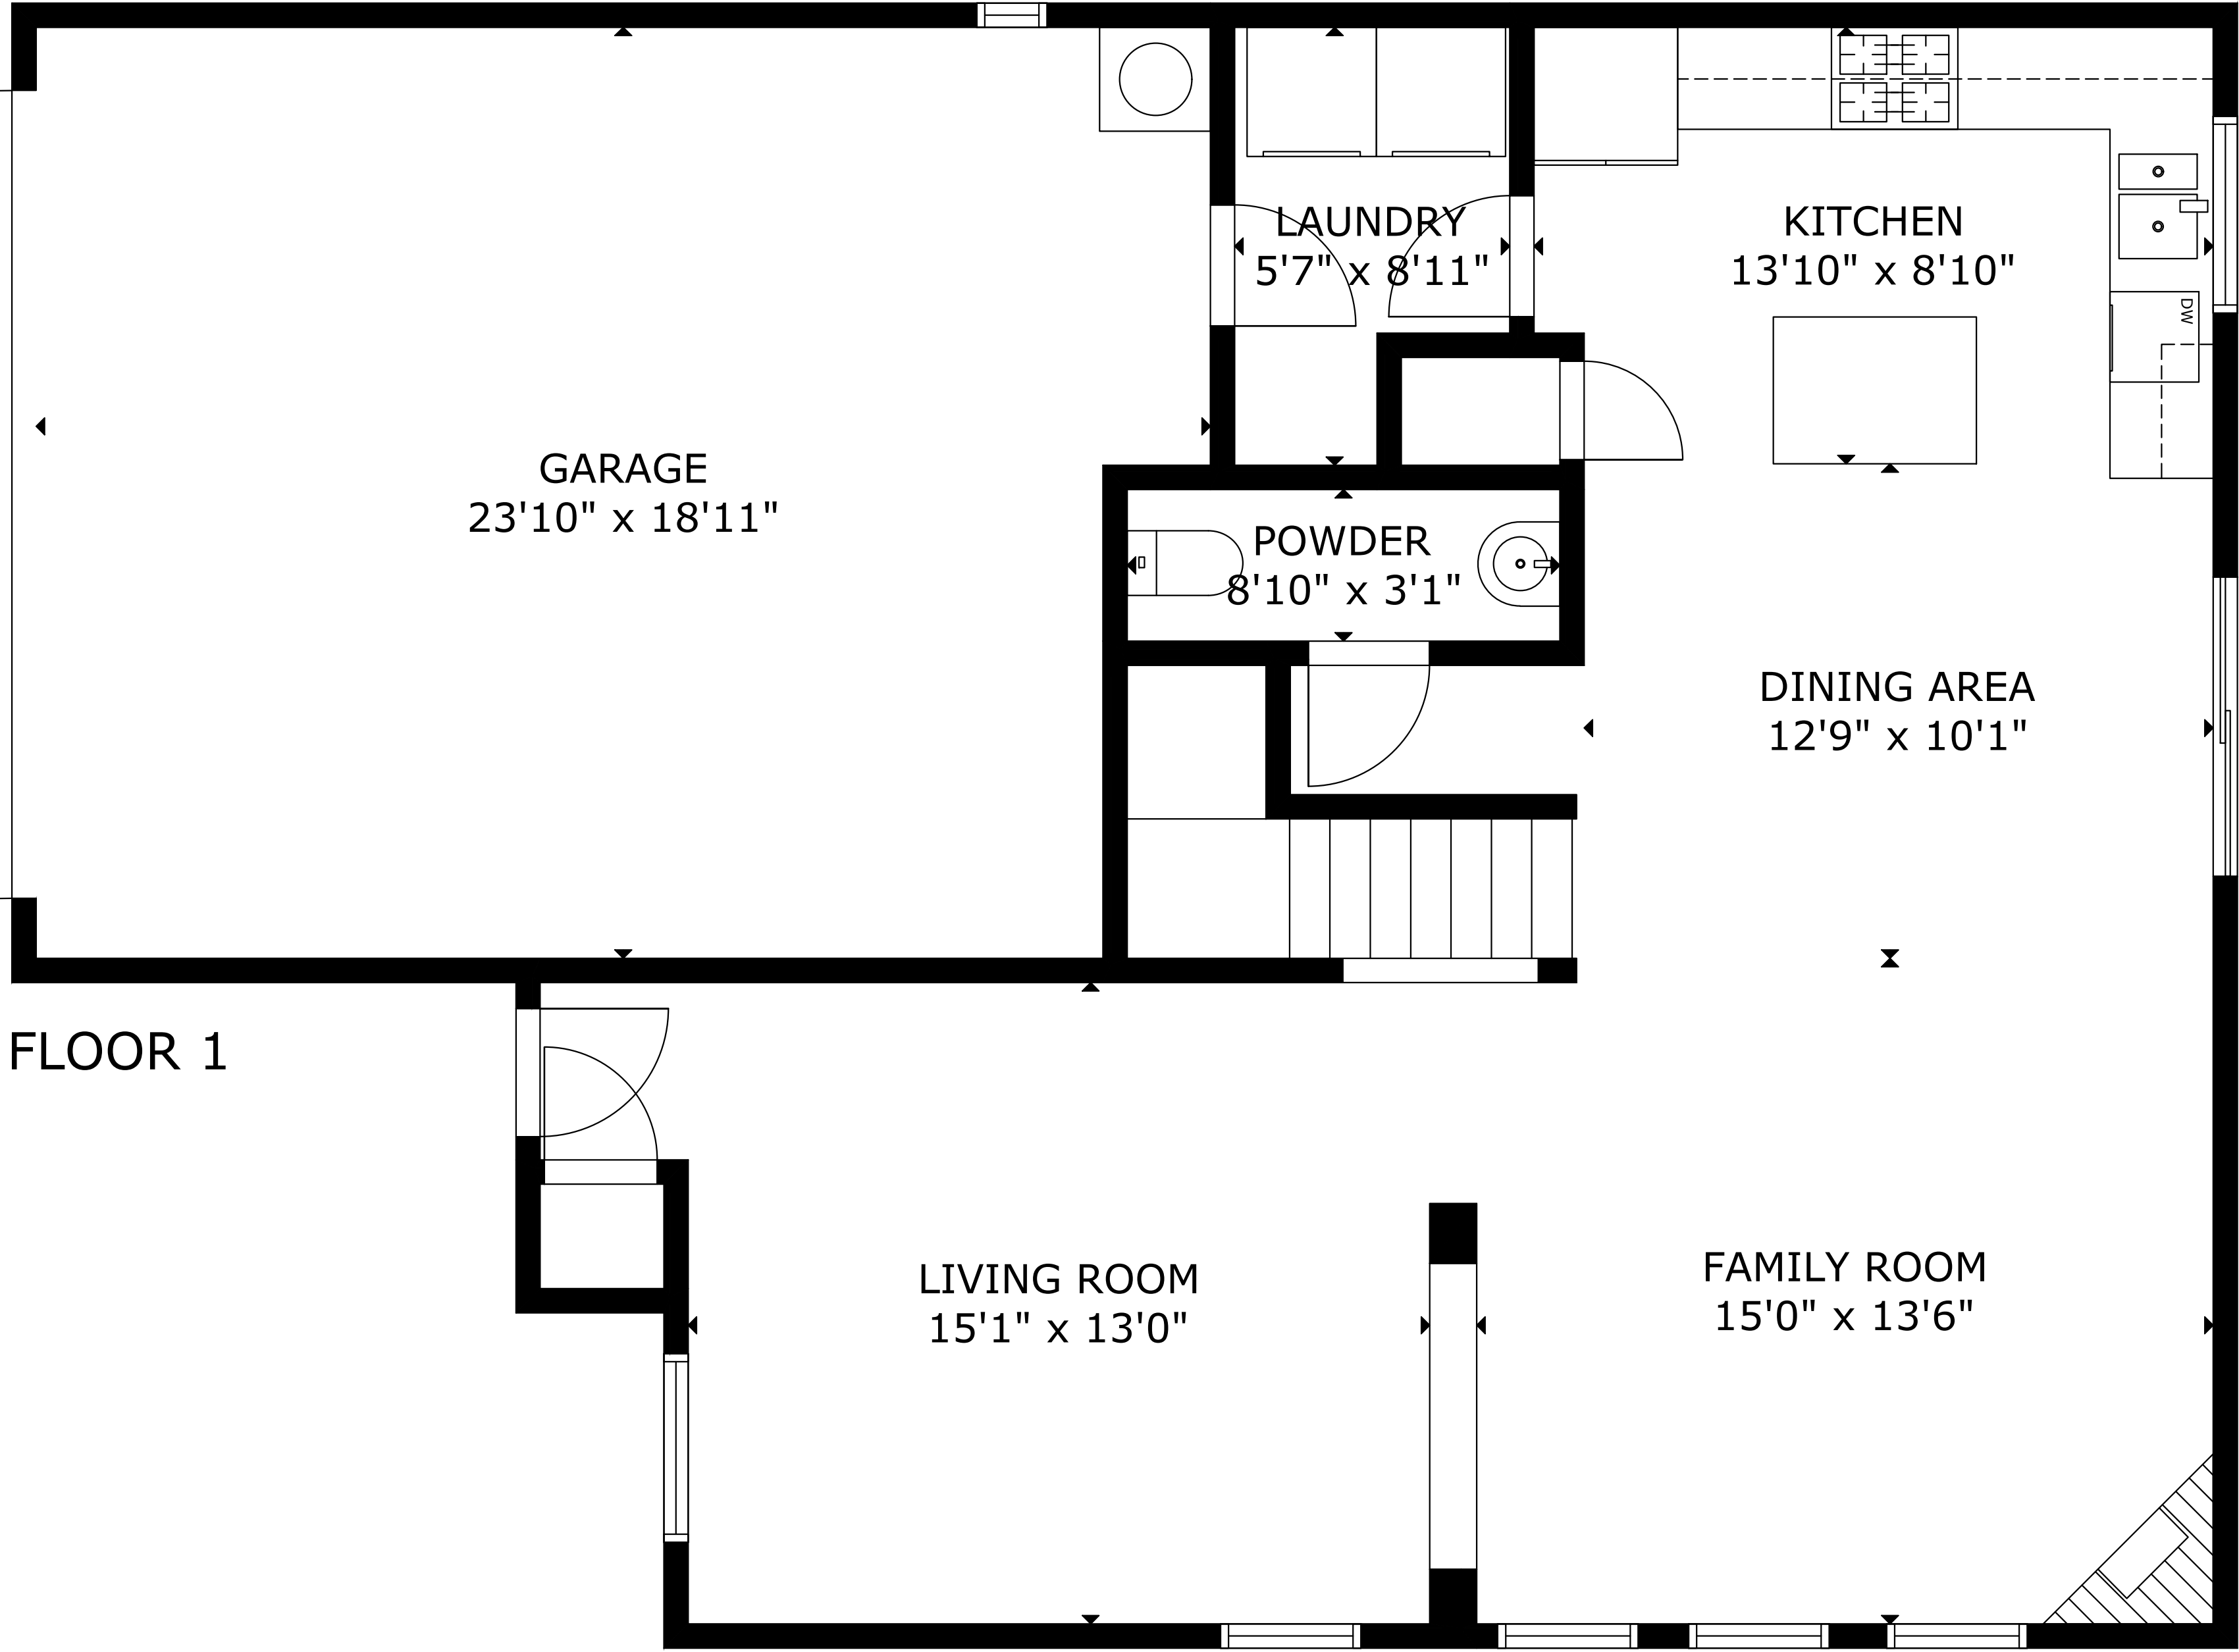 LAUNDRY
5'7" x 8'11"
KITCHEN
13'10" x 8'10"
DW
GARAGE
23'10" x 18'11"
POWDER
8'10" x 3'1"
DINING AREA
12'9" x 10'1"
FLOOR 1
LIVING ROOM
15'1" x 13'0"
FAMILY ROOM
15'0" x 13'6"